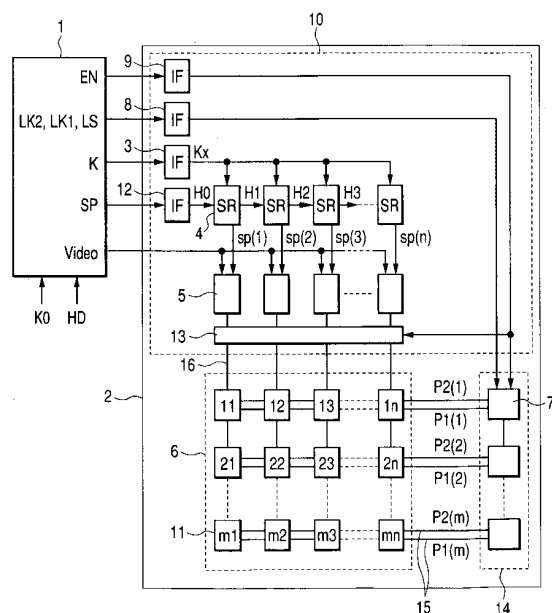 10
1
9
EN
IF
8
LK2, LK1, LS
IF
3
K
IF
Kx
12
SP
IF
H0
SR
H1
SR
H2
SR
H3
SR
4
sp(1)
sp(2)
sp(3)
sp(n)
Video
5
K0
HD
13
16
2
11
12
13
1n
P2(1)
P1(1)
7
6
21
22
23
2n
P2(2)
P1(2)
11
m1
m2
m3
mn
P2(m)
P1(m)
15
14